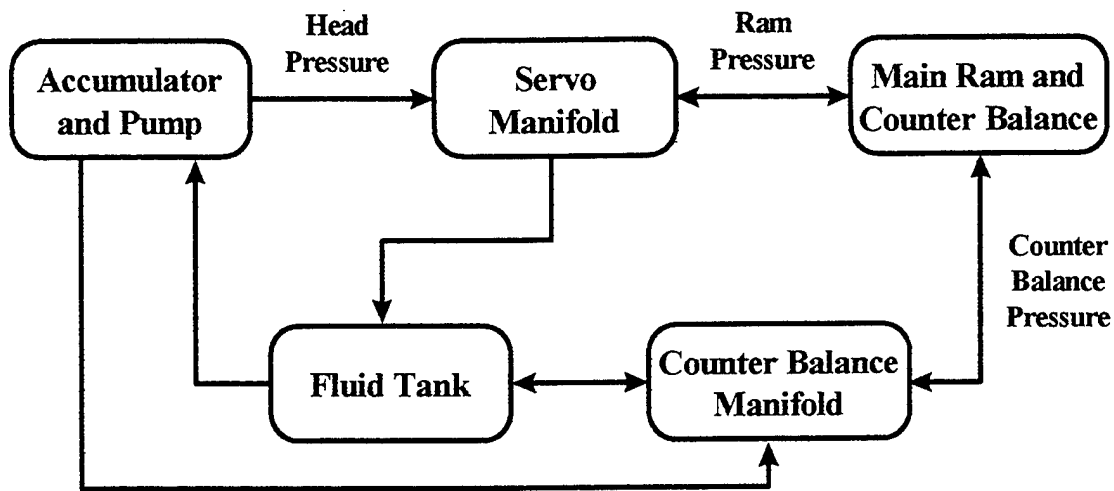 Head
Pressure
Ram
Pressure
Accumulator
and Pump
Servo
Manifold
Main Ram and
Counter Balance
Counter
Balance
Pressure
Fluid Tank
Counter Balance
Manifold